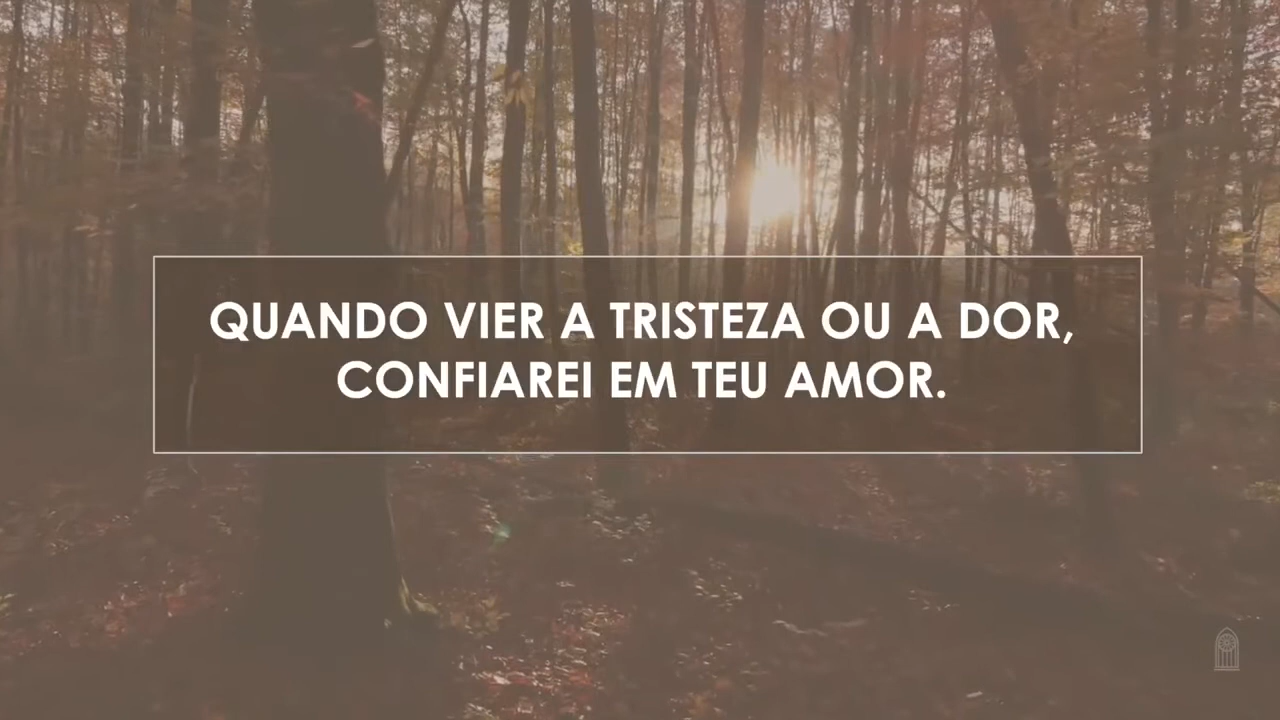 QUANDO VIER A TRISTEZA OU A DOR,
CONFIAREI EM TEU AMOR.